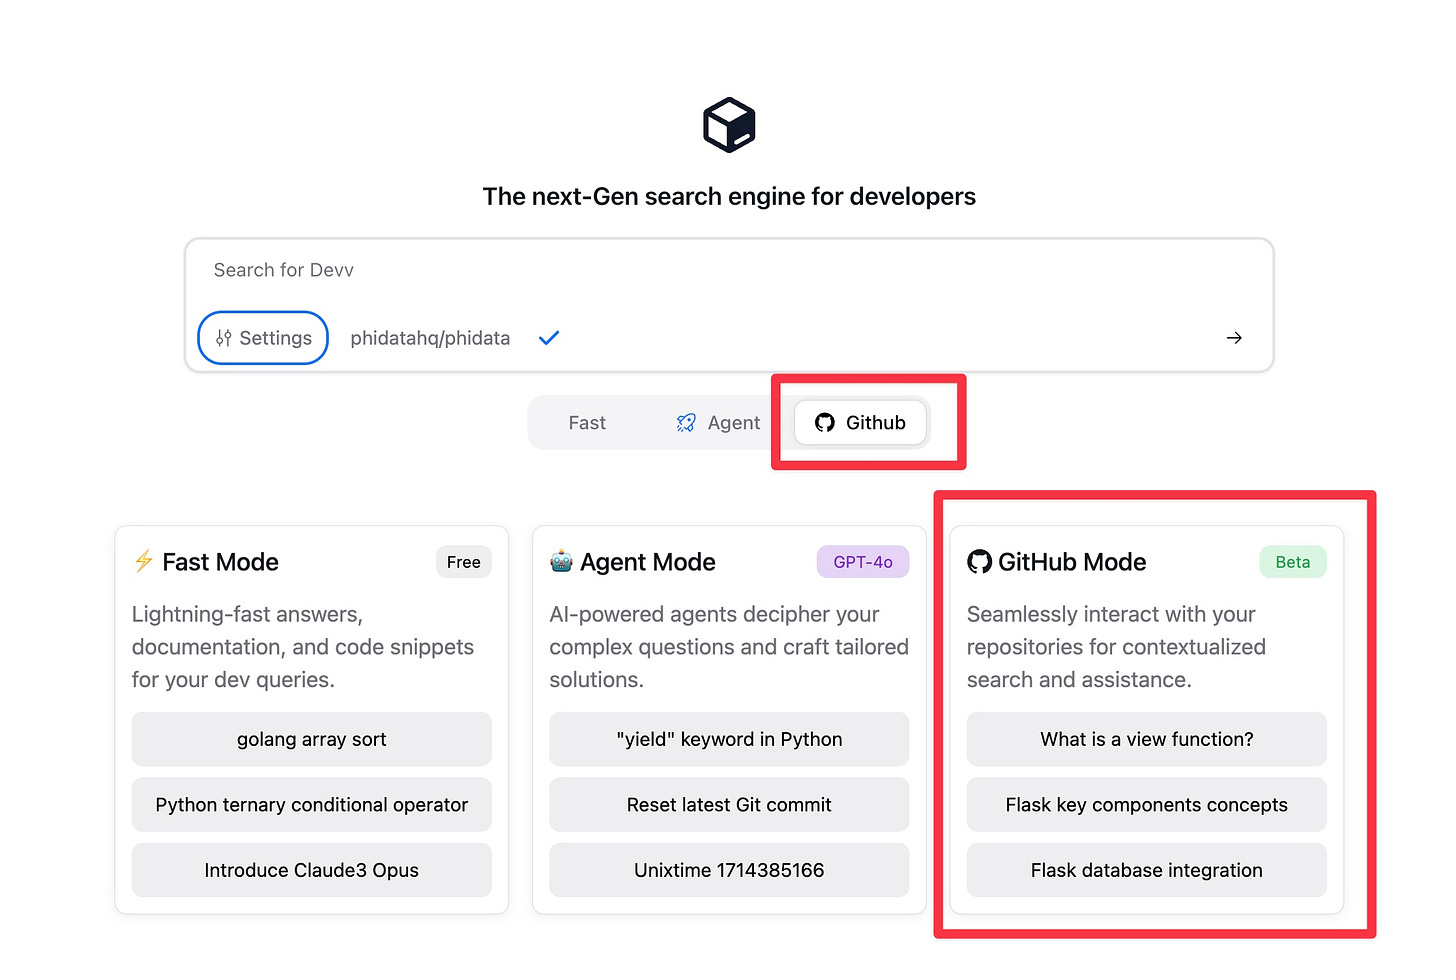 The next-Gen search engine for developers
Search for Devv
Settings phidatahq/phidata
Fast Agent Github
Fast Mode Free
Lightning-fast answers,
documentation, and code snippets
for your dev queries.
golang array sort
Python ternary conditional operator
Introduce Claude3 Opus
Agent Mode GPT-4o
AI-powered agents decipher your
complex questions and craft tailored
solutions.
"yield" keyword in Python
Reset latest Git commit
Unixtime 1714385166
GitHub Mode Beta
Seamlessly interact with your
repositories for contextualized
search and assistance.
What is a view function?
Flask key components concepts
Flask database integration